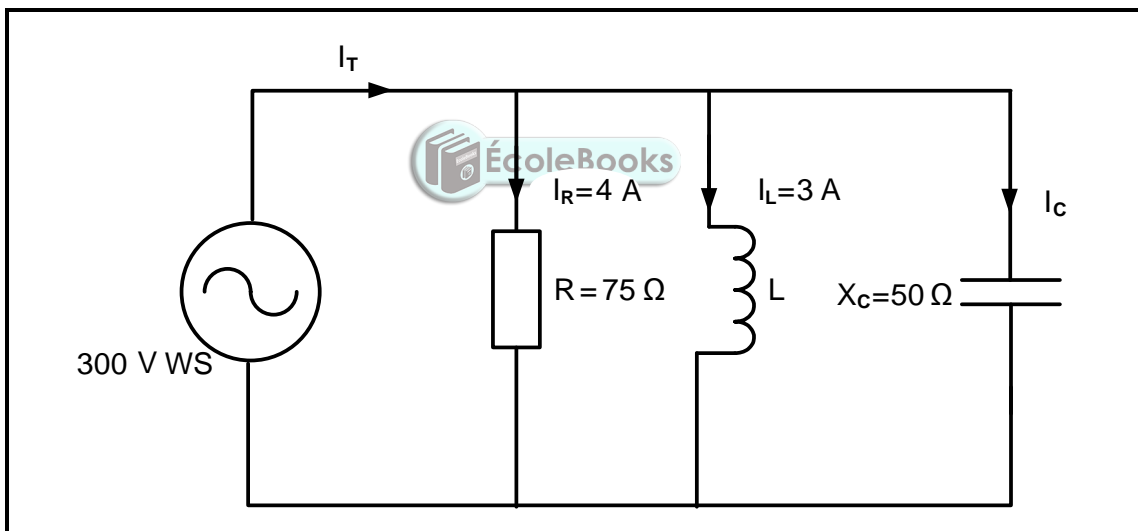 I_T
ÉcoleBooks
I_R=4 A
I_L=3 A
I_C
R=75 Ω
L
X_C=50 Ω
300 V WS